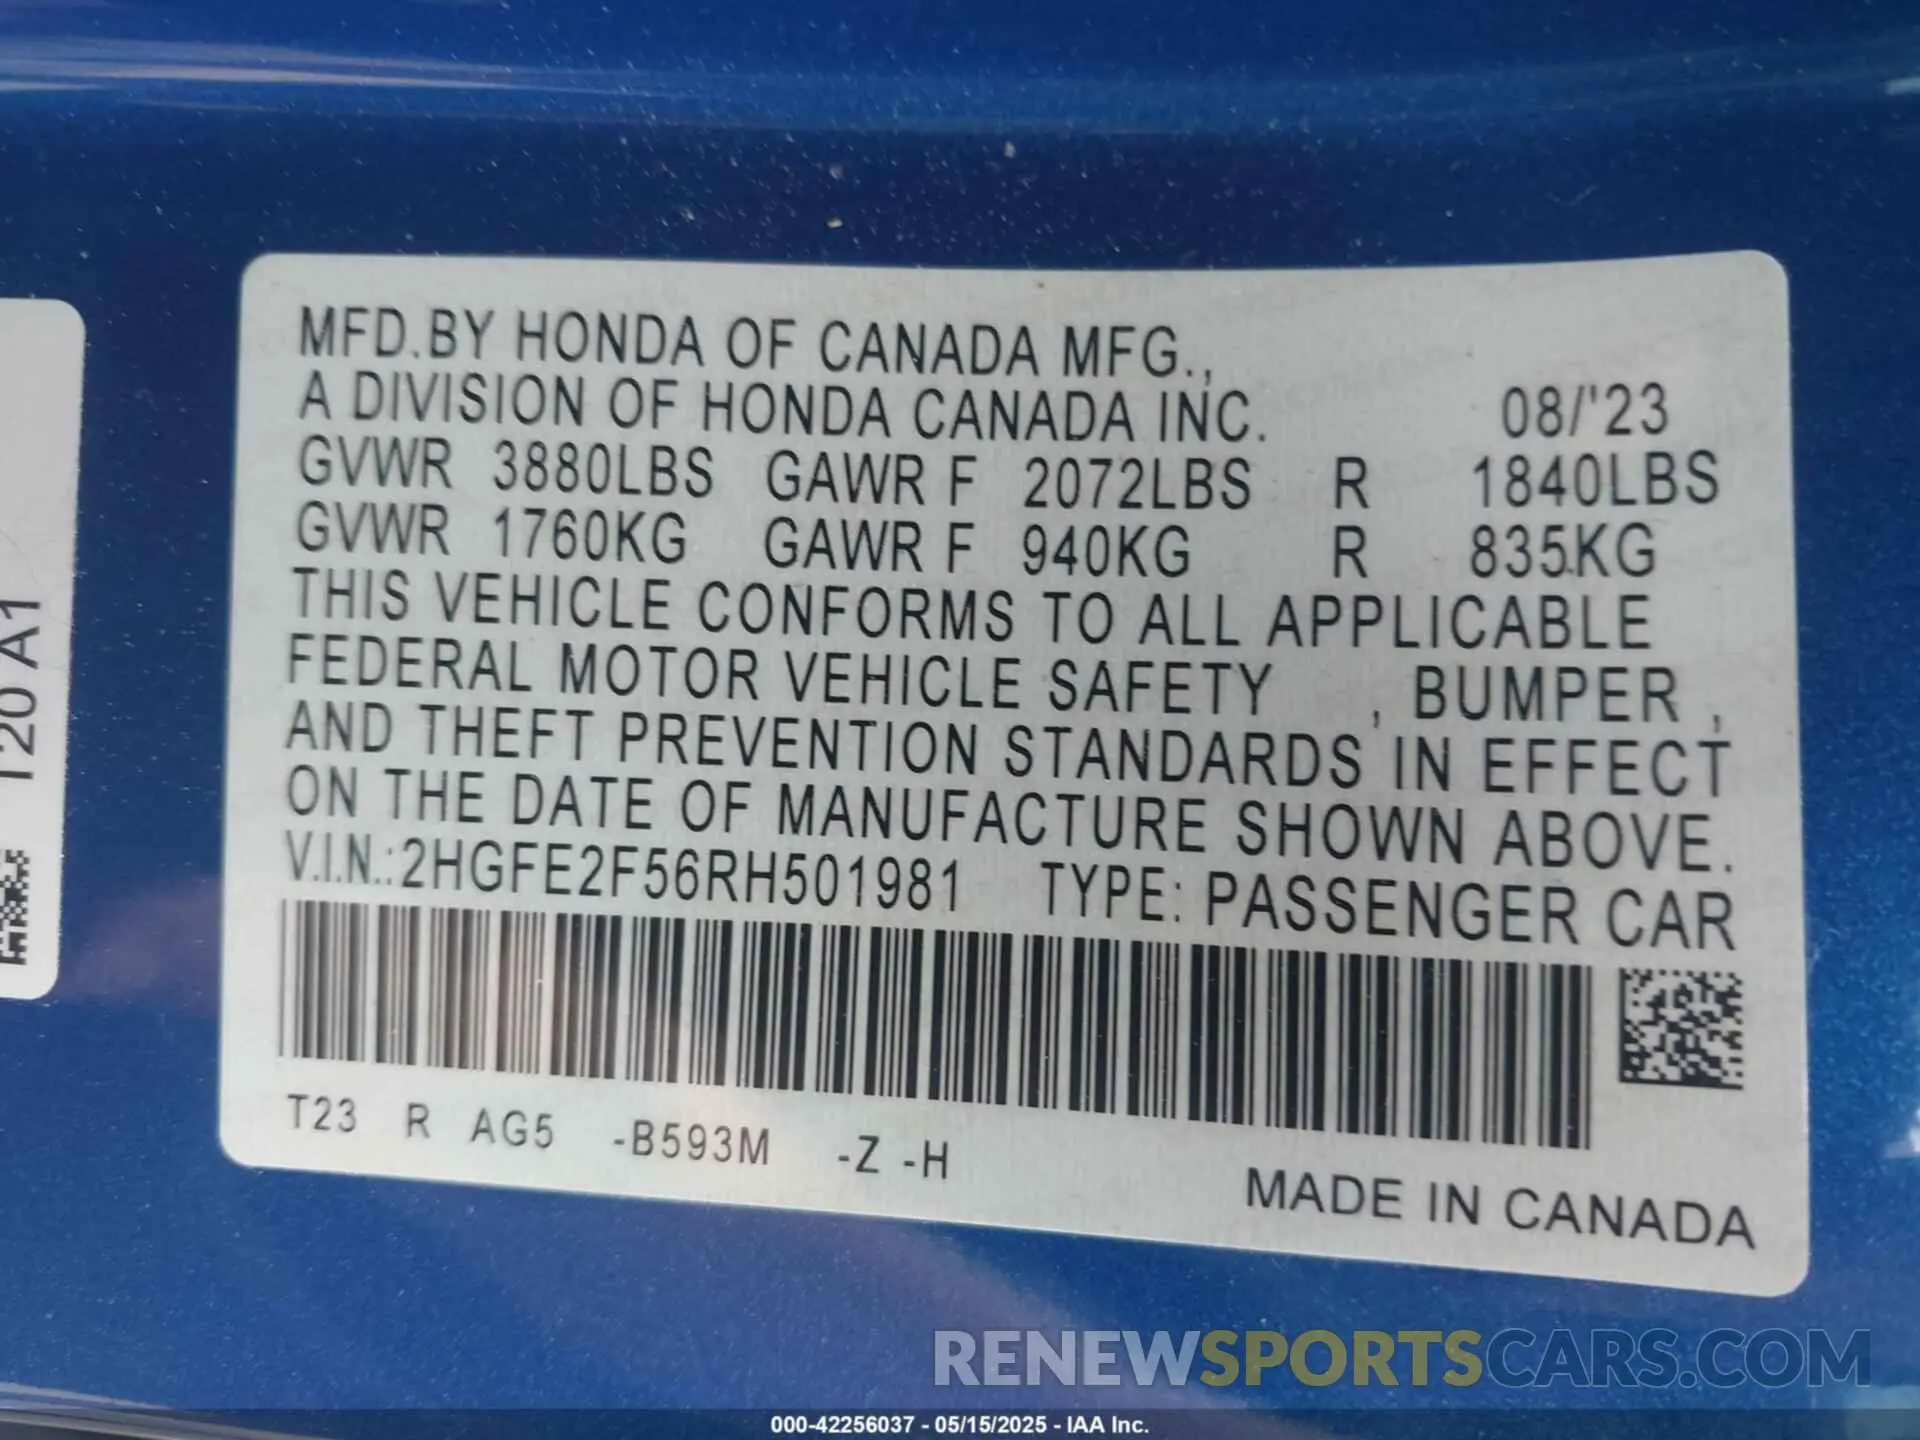 MFD.BY HONDA OF CANADA MFG.,
A DIVISION OF HONDA CANADA INC. 08/'23
GVWR 3880LBS GAWR F 2072LBS R 1840LBS
GVWR 1760KG GAWR F 940KG R 835KG
THIS VEHICLE CONFORMS TO ALL APPLICABLE
FEDERAL MOTOR VEHICLE SAFETY , BUMPER ,
AND THEFT PREVENTION STANDARDS IN EFFECT
ON THE DATE OF MANUFACTURE SHOWN ABOVE.
V.I.N.:2HGFE2F56RH501981 TYPE: PASSENGER CAR
T23 R AG5 -B593M -Z -H
MADE IN CANADA
A1
RENEWSPORTSCARS.COM
000-42256037 - 05/15/2025 - IAA Inc.